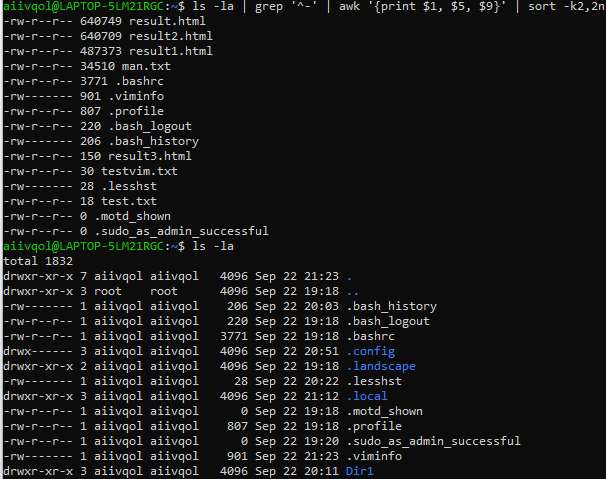 aiivqol@LAPTOP-5LM21RGC:~$ ls -la | grep '^-' | awk '{print $1, $5, $9}' | sort -k2,2n
-rw-r--r-- 640749 result.html
-rw-r--r-- 640709 result2.html
-rw-r--r-- 487373 result1.html
-rw-r--r-- 34510 man.txt
-rw-r--r-- 3771 .bashrc
-rw------- 901 .viminfo
-rw-r--r-- 807 .profile
-rw-r--r-- 220 .bash_logout
-rw------- 206 .bash_history
-rw-r--r-- 150 result3.html
-rw-r--r-- 30 testvim.txt
-rw------- 28 .lesshst
-rw-r--r-- 18 test.txt
-rw-r--r-- 0 .motd_shown
-rw-r--r-- 0 .sudo_as_admin_successful
aiivqol@LAPTOP-5LM21RGC:~$ ls -la
total 1832
drwxr-xr-x 7 aiivqol aiivqol   4096 Sep 22 21:23 .
drwxr-xr-x 3 root    root      4096 Sep 22 19:18 ..
-rw------- 1 aiivqol aiivqol    206 Sep 22 20:03 .bash_history
-rw-r--r-- 1 aiivqol aiivqol    220 Sep 22 19:18 .bash_logout
-rw-r--r-- 1 aiivqol aiivqol   3771 Sep 22 19:18 .bashrc
drwx------ 3 aiivqol aiivqol   4096 Sep 22 20:51 .config
drwxr-xr-x 2 aiivqol aiivqol   4096 Sep 22 19:18 .landscape
-rw------- 1 aiivqol aiivqol     28 Sep 22 20:22 .lesshst
drwxr-xr-x 3 aiivqol aiivqol   4096 Sep 22 21:12 .local
-rw-r--r-- 1 aiivqol aiivqol      0 Sep 22 19:18 .motd_shown
-rw-r--r-- 1 aiivqol aiivqol    807 Sep 22 19:18 .profile
-rw-r--r-- 1 aiivqol aiivqol      0 Sep 22 19:20 .sudo_as_admin_successful
-rw------- 1 aiivqol aiivqol    901 Sep 22 21:23 .viminfo
drwxr-xr-x 3 aiivqol aiivqol   4096 Sep 22 20:11 Dir1